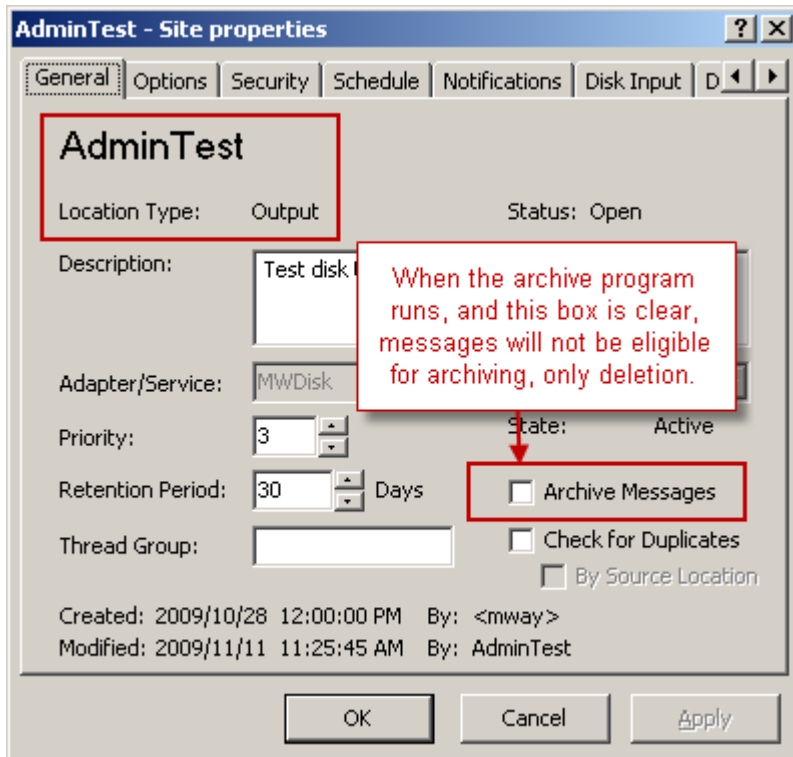 AdminTest - Site properties
General Options Security Schedule Notifications Disk Input D
AdminTest
Location Type: Output Status: Open
Description: Test disk
When the archive program
runs, and this box is clear,
messages will not be eligible
for archiving, only deletion.
Adapter/Service: MWDisk
Priority: 3 State: Active
Retention Period: 30 Days Archive Messages
Thread Group: Check for Duplicates
By Source Location
Created: 2009/10/28 12:00:00 PM By: <mway>
Modified: 2009/11/11 11:25:45 AM By: AdminTest
OK Cancel Apply